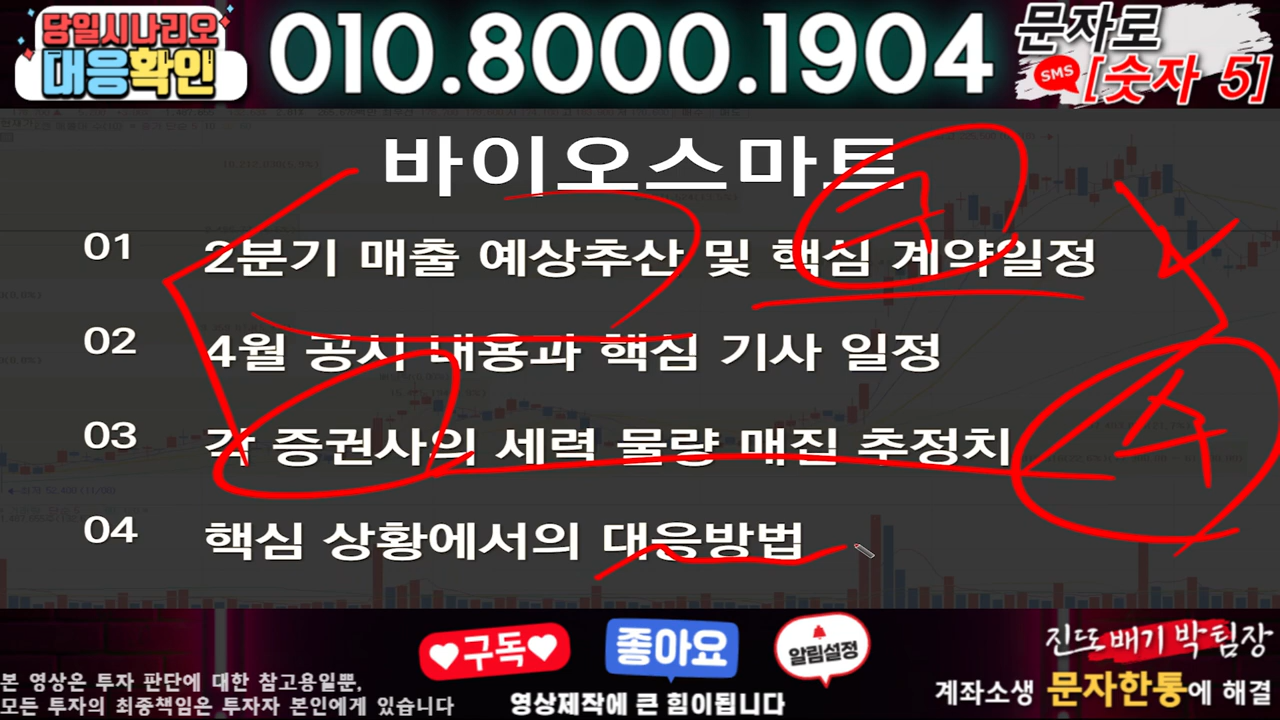 당일시나리오
대응확인
010.8000.1904
문자로
SMS [숫자 5]
바이오스마트
01 2분기 매출 예상추산 및 핵심 계약일정
02 4월 공시 내용과 핵심 기사 일정
03 각 증권사의 세력 물량 매진 추정치
04 핵심 상황에서의 대응방법
구독
좋아요
알림설정
영상제작에 큰 힘이됩니다
본 영상은 투자 판단에 대한 참고용일뿐,
모든 투자의 최종책임은 투자자 본인에게 있습니다
진또배기 박팀장
계좌소생 문자한통에 해결